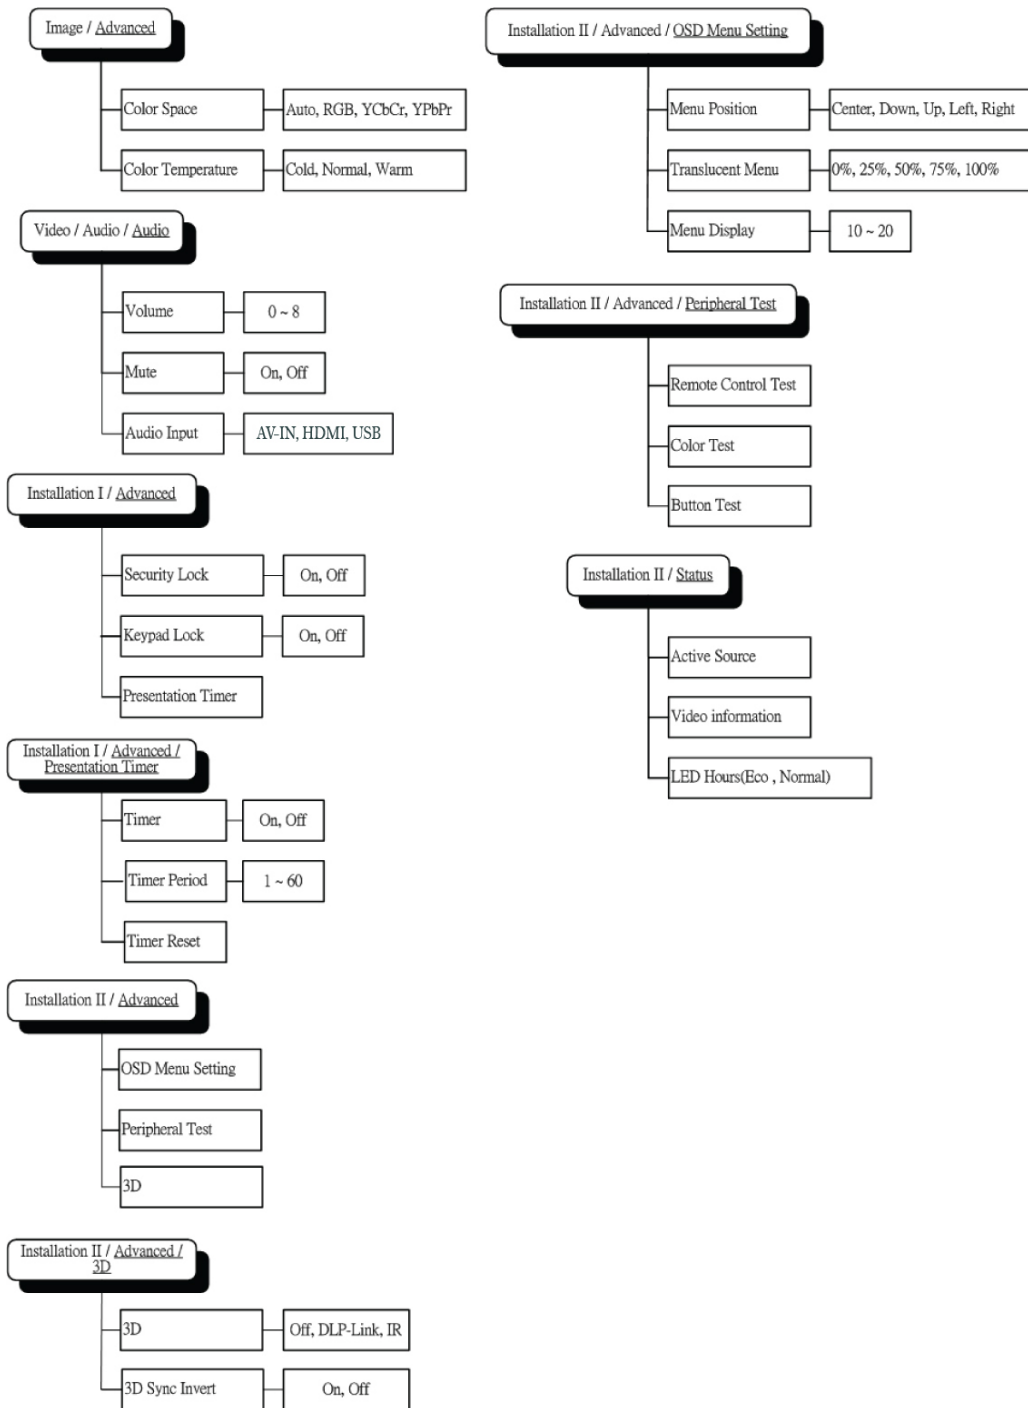 Image / Advanced
Color Space
Auto, RGB, YCbCr, YPbPr
Color Temperature
Cold, Normal, Warm
Video / Audio / Audio
Volume
0 ~ 8
Mute
On, Off
Audio Input
AV-IN, HDMI, USB
Installation I / Advanced
Security Lock
On, Off
Keypad Lock
On, Off
Presentation Timer
Installation I / Advanced /
Presentation Timer
Timer
On, Off
Timer Period
1 ~ 60
Timer Reset
Installation II / Advanced
OSD Menu Setting
Peripheral Test
3D
Installation II / Advanced /
3D
3D
Off, DLP-Link, IR
3D Sync Invert
On, Off
Installation II / Advanced / OSD Menu Setting
Menu Position
Center, Down, Up, Left, Right
Translucent Menu
0%, 25%, 50%, 75%, 100%
Menu Display
10 ~ 20
Installation II / Advanced / Peripheral Test
Remote Control Test
Color Test
Button Test
Installation II / Status
Active Source
Video information
LED Hours(Eco , Normal)